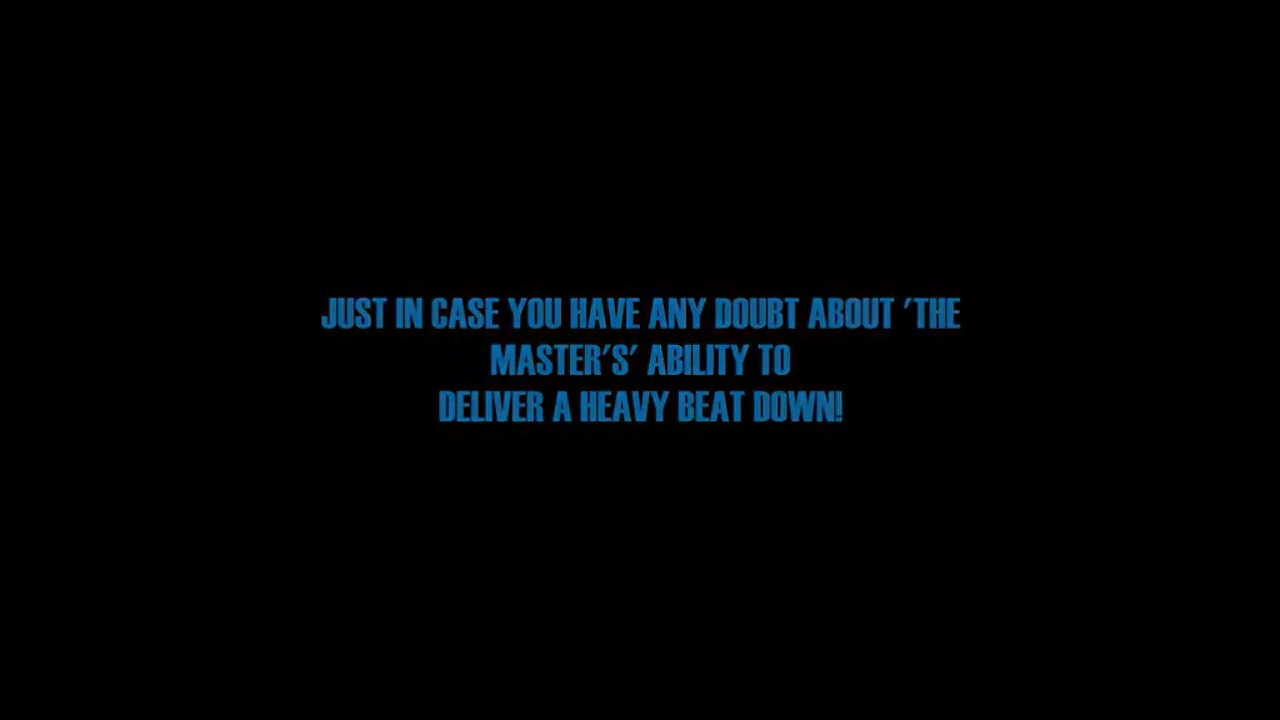 JUST IN CASE YOU HAVE ANY DOUBT ABOUT 'THE
MASTER'S' ABILITY TO
DELIVER A HEAVY BEAT DOWN!